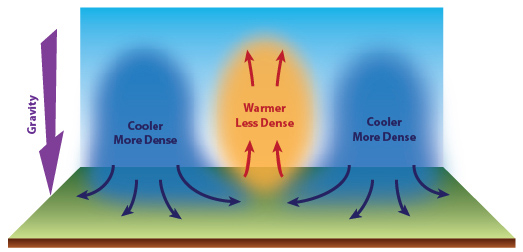 Gravity
Cooler
More Dense
Warmer
Less Dense
Cooler
More Dense